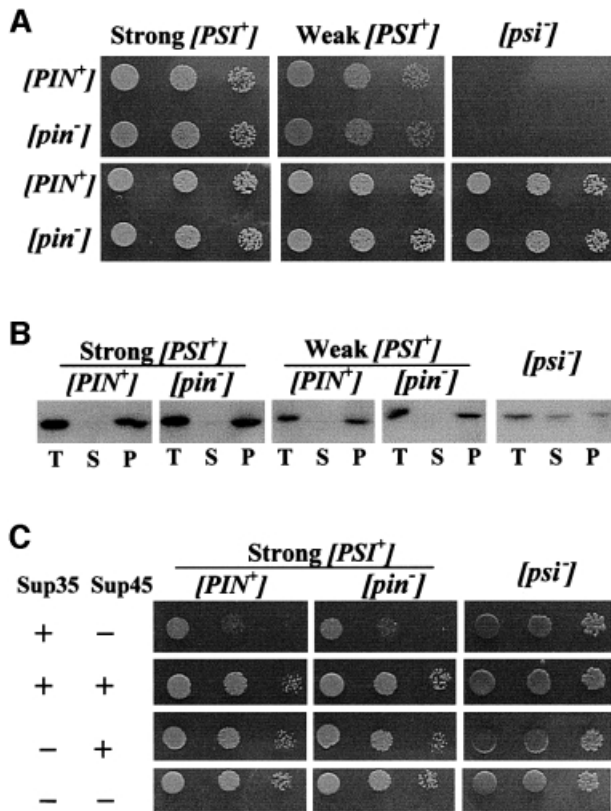 A
Strong [PSI⁺] Weak [PSI⁺] [psi⁻]
[PIN⁺]
[pin⁻]
[PIN⁺]
[pin⁻]
B
Strong [PSI⁺] Weak [PSI⁺] [psi⁻]
[PIN⁺] [pin⁻] [PIN⁺] [pin⁻]
T S P T S P T S P T S P T S P
C
Strong [PSI⁺]
Sup35 Sup45 [PIN⁺] [pin⁻] [psi⁻]
+ −
+ +
− +
− −